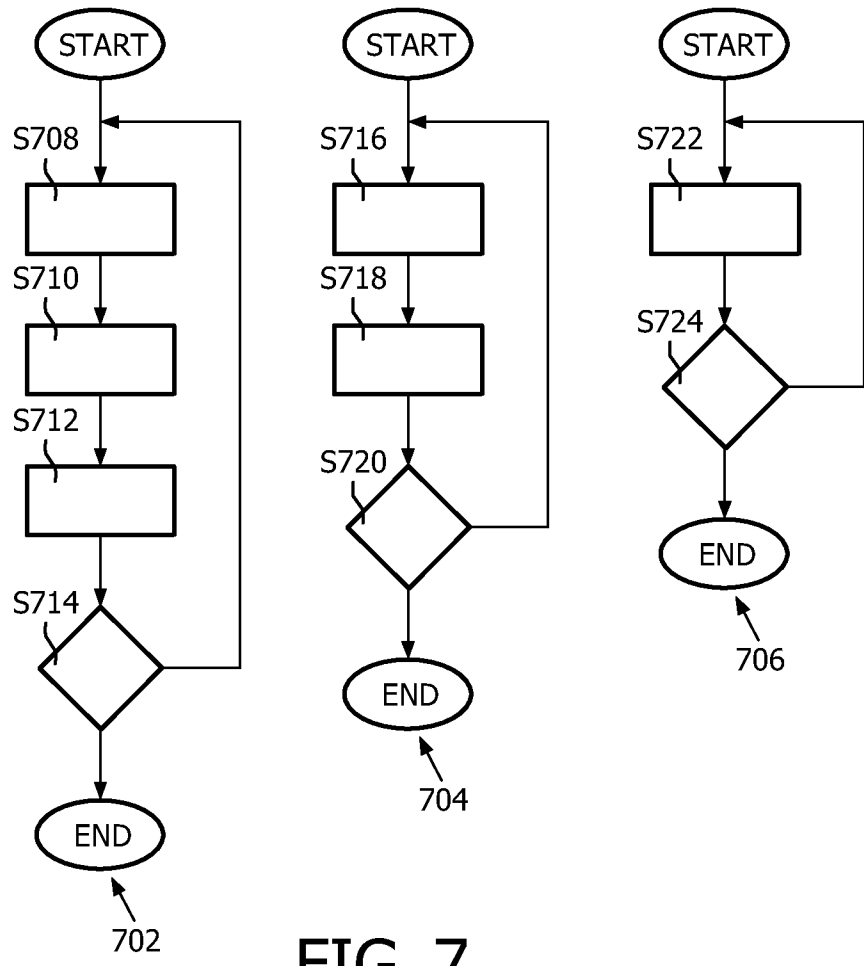 START
S708
S710
S712
S714
END
702
START
S716
S718
S720
END
704
START
S722
S724
END
706
FIG. 7